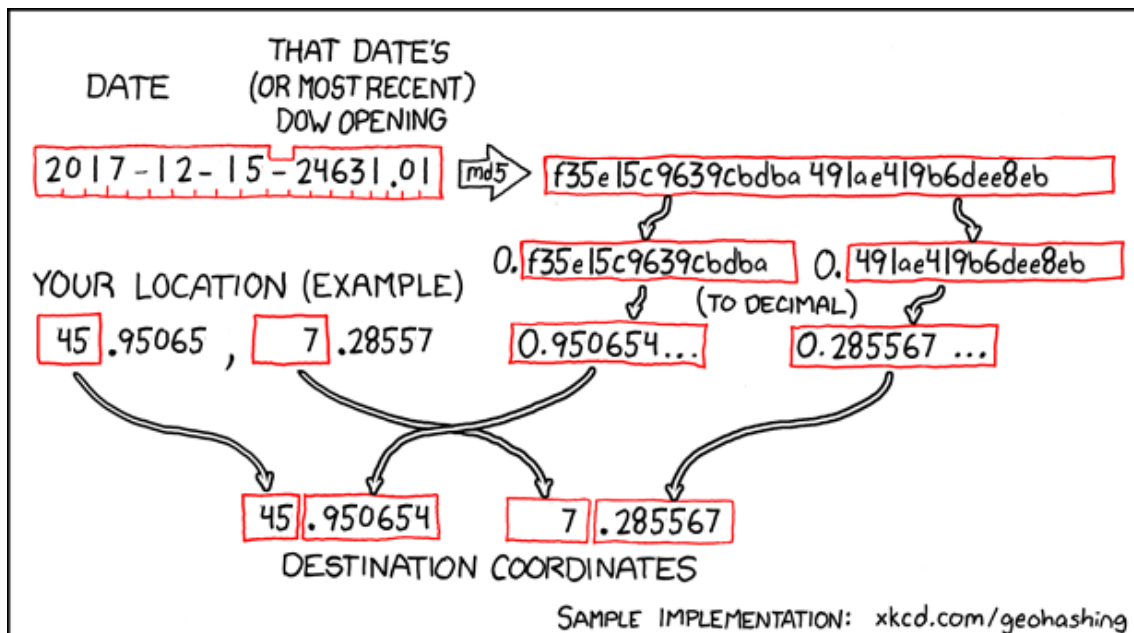 DATE
THAT DATE'S
(OR MOST RECENT)
DOW OPENING
2017-12-15-24631.01
md5
f35e15c9639cbdba491ae419b6dee8eb
0.f35e15c9639cbdba
0.491ae419b6dee8eb
(TO DECIMAL)
YOUR LOCATION (EXAMPLE)
45.95065, 7.28557
0.950654...
0.285567 ...
45.950654
7.285567
DESTINATION COORDINATES
SAMPLE IMPLEMENTATION: xkcd.com/geohashing